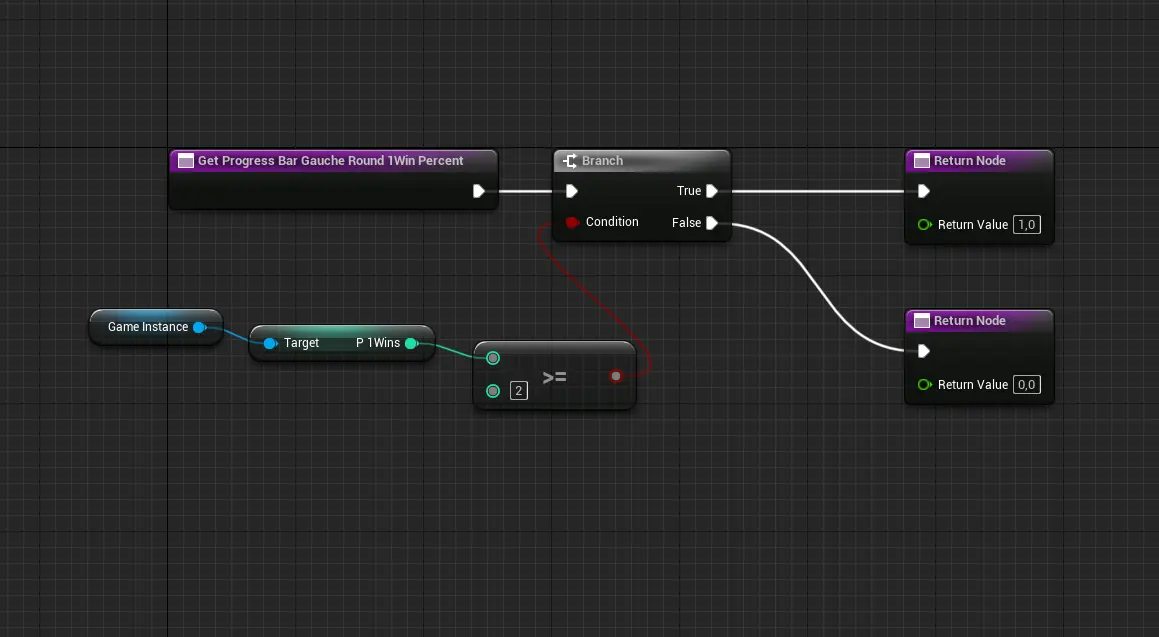 Get Progress Bar Gauche Round 1Win Percent
Branch
True
Condition
False
Return Node
Return Value 1,0
Game Instance
Target P 1Wins
>=
2
Return Node
Return Value 0,0